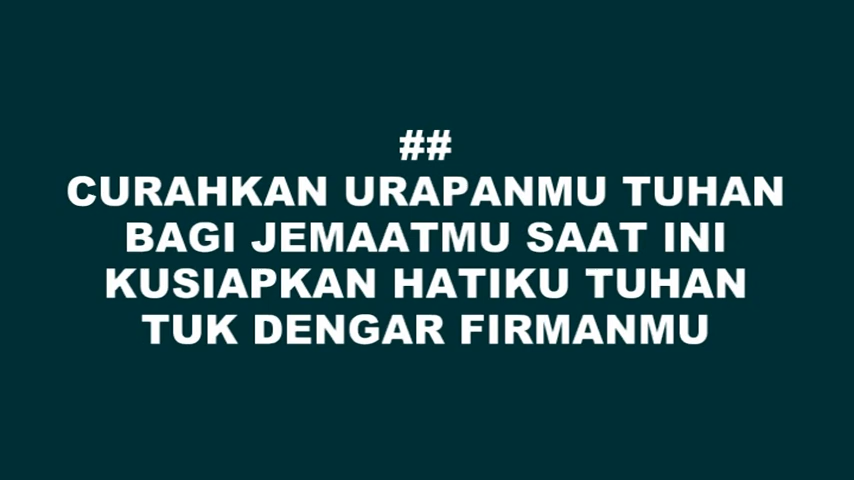 ##
CURAHKAN URAPANMU TUHAN
BAGI JEMAATMU SAAT INI
KUSIAPKAN HATIKU TUHAN
TUK DENGAR FIRMANMU